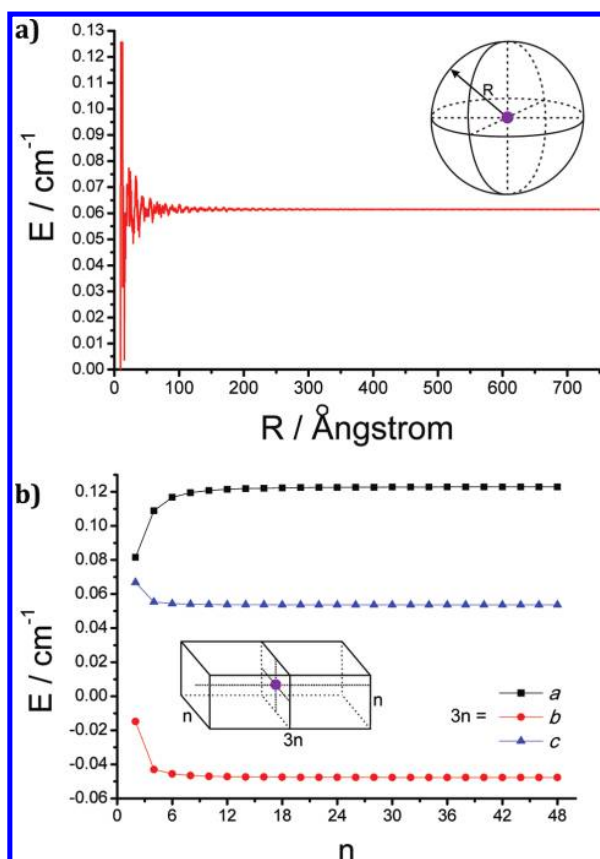 a)
0.13
0.12
0.11
0.10
0.09
0.08
0.07
0.06
0.05
0.04
0.03
0.02
0.01
0.00
E / cm⁻¹
R
0 100 200 300 400 500 600 700
R / Ångstrom
b)
0.12
0.10
0.08
0.06
0.04
0.02
0.00
-0.02
-0.04
-0.06
E / cm⁻¹
n
3n
n
3n =
a
b
c
0 6 12 18 24 30 36 42 48
n